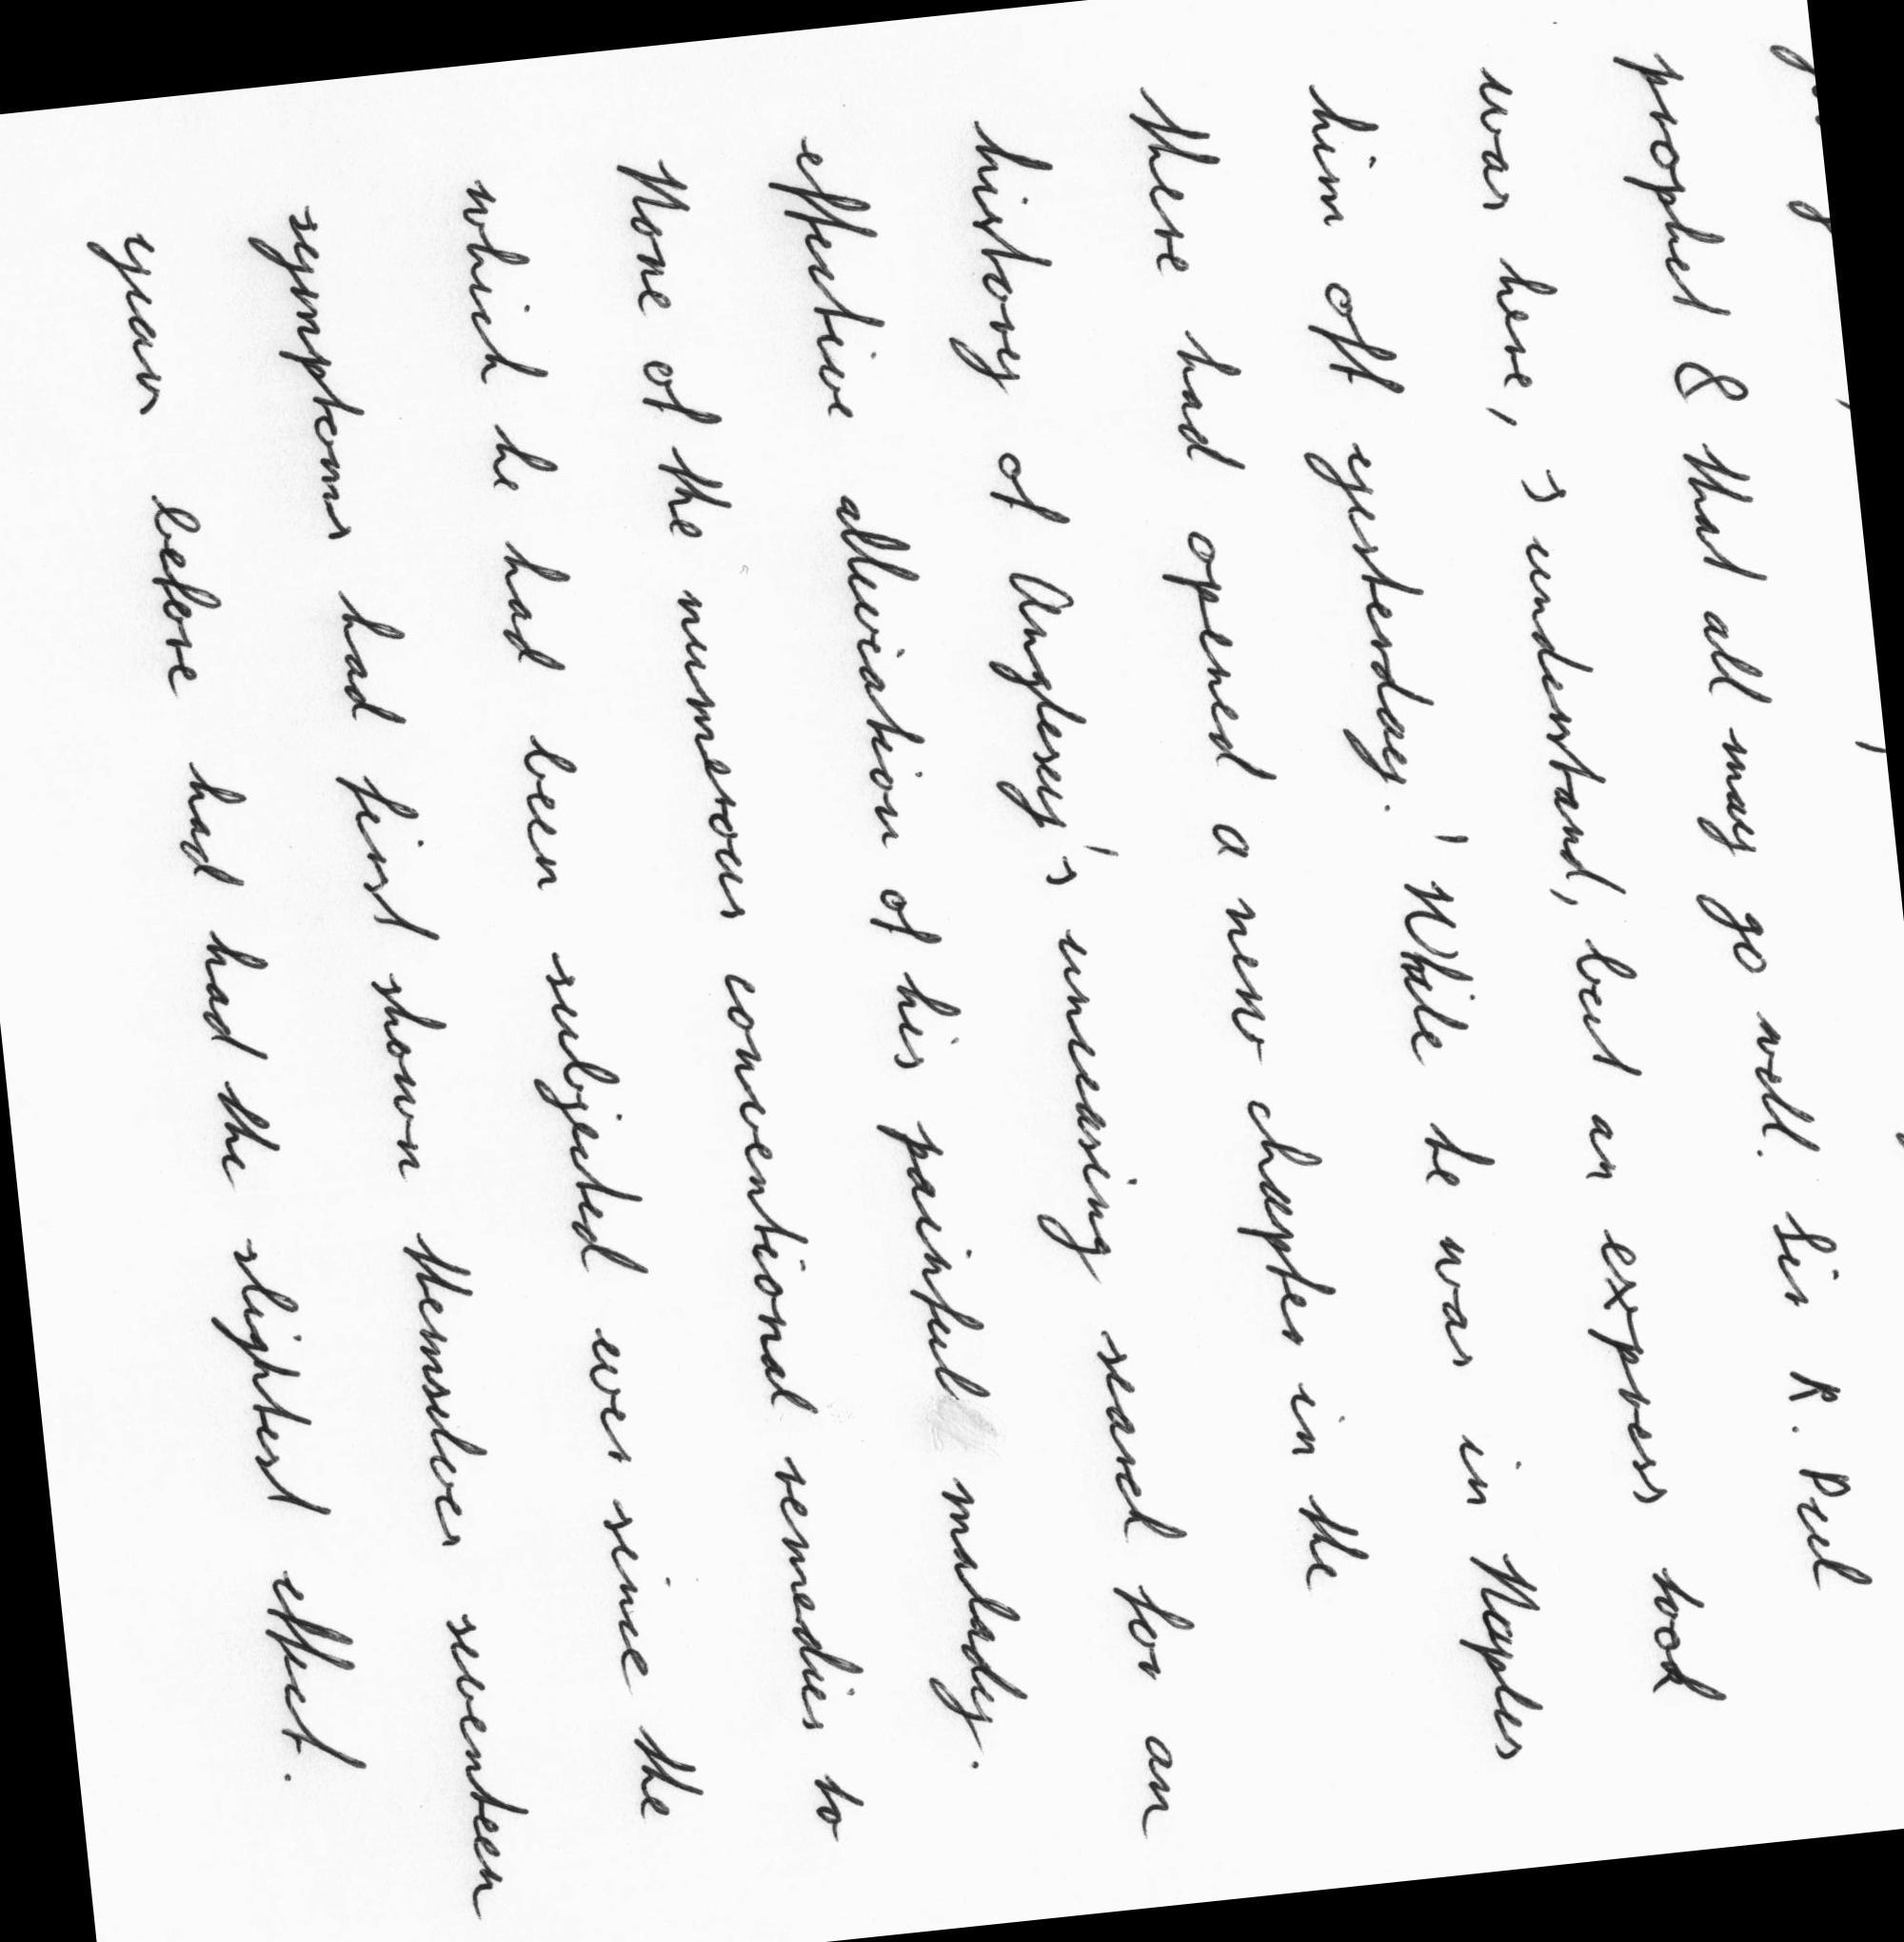 prophet & that all may go well. Sir R. Peel
was here, I understand, but an express took
him off yesterday.' While he was in Naples
there had opened a new chapter in the
history of Anglesey's unceasing search for an
effective alleviation of his painful malady.
None of the numerous conventional remedies to
which he had been subjected ever since the
symptoms had first shown themselves seventeen
years before had had the slightest effect.